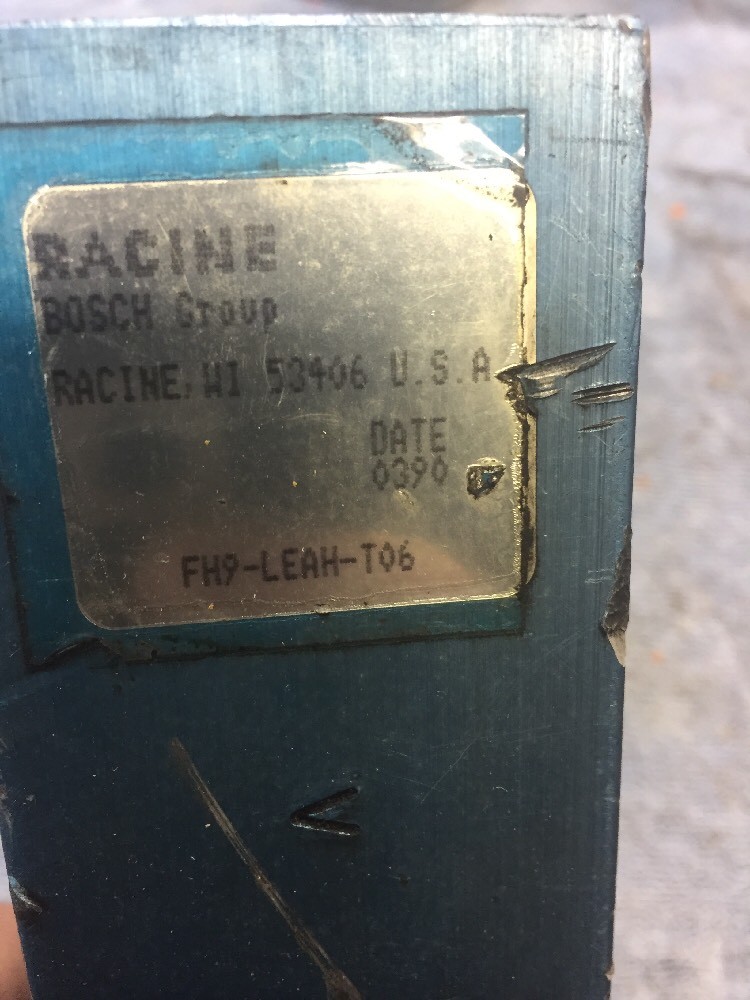 RACINE
BOSCH Group
RACINE, WI 53406 U.S.A
DATE
0390
FH9-LEAH-T06